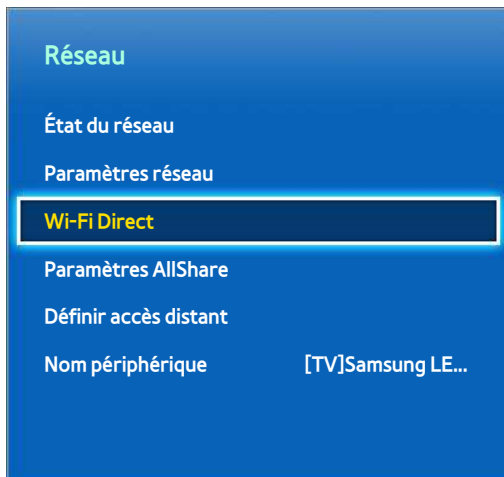 Réseau
État du réseau
Paramètres réseau
Wi-Fi Direct
Paramètres AllShare
Définir accès distant
Nom périphérique [TV]Samsung LE...